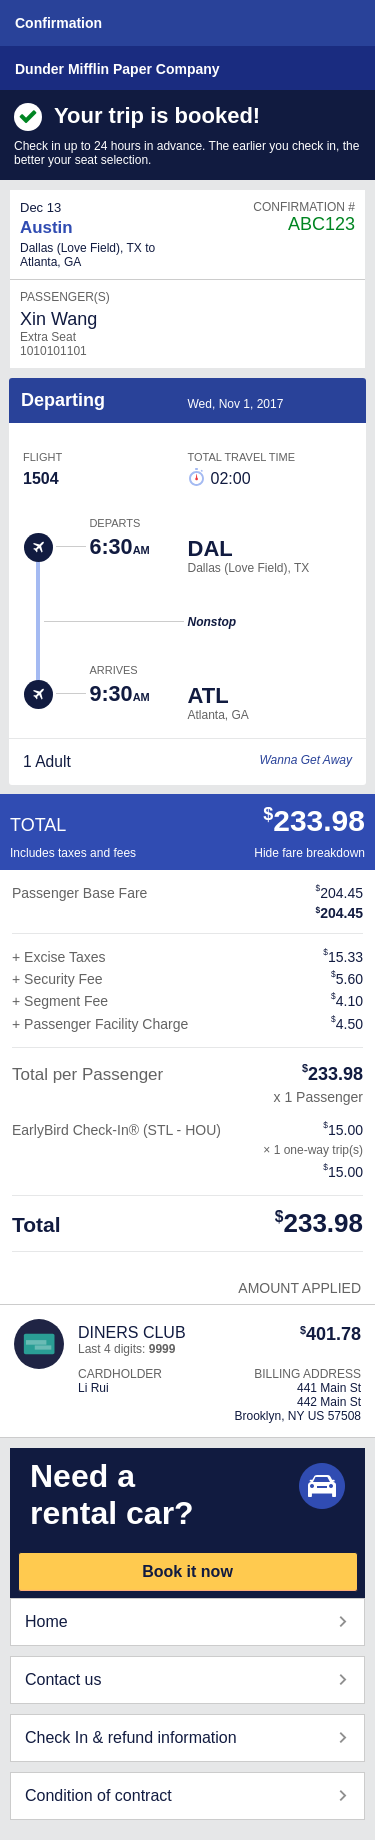 Confirmation
Dunder Mifflin Paper Company
Your trip is booked!
Check in up to 24 hours in advance. The earlier you check in, the
better your seat selection.
Dec 13
CONFIRMATION #
Austin
ABC123
Dallas (Love Field), TX to
Atlanta, GA
PASSENGER(S)
Xin Wang
Extra Seat
1010101101
Departing
Wed, Nov 1, 2017
FLIGHT
TOTAL TRAVEL TIME
1504
02:00
DEPARTS
6:30AM
DAL
Dallas (Love Field), TX
Nonstop
ARRIVES
9:30AM
ATL
Atlanta, GA
1 Adult
Wanna Get Away
TOTAL
$233.98
Includes taxes and fees
Hide fare breakdown
Passenger Base Fare
$204.45
$204.45
+ Excise Taxes
$15.33
+ Security Fee
$5.60
+ Segment Fee
$4.10
+ Passenger Facility Charge
$4.50
Total per Passenger
$233.98
x 1 Passenger
EarlyBird Check-In® (STL - HOU)
$15.00
× 1 one-way trip(s)
$15.00
Total
$233.98
AMOUNT APPLIED
DINERS CLUB
$401.78
Last 4 digits: 9999
CARDHOLDER
BILLING ADDRESS
Li Rui
441 Main St
442 Main St
Brooklyn, NY US 57508
Need a
rental car?
Book it now
Home
Contact us
Check In & refund information
Condition of contract